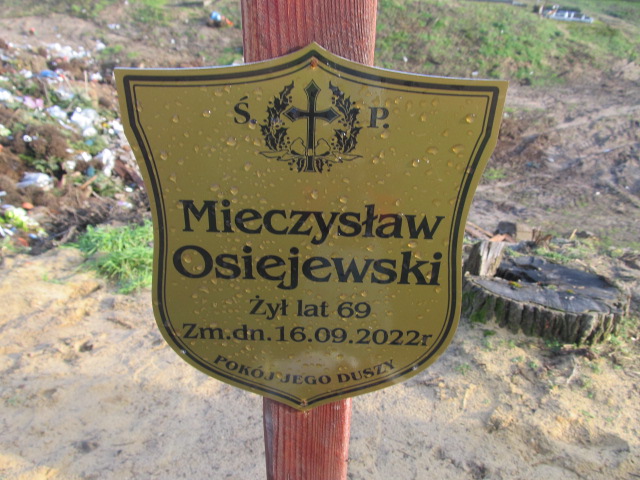 Ś. P.
Mieczysław
Osiejewski
Żył lat 69
Zm.dn.16.09.2022r
POKÓJ JEGO DUSZY